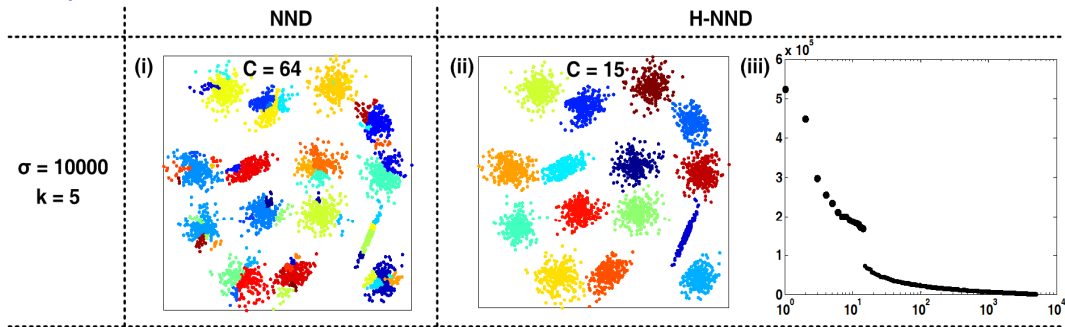 NND
H-NND
σ = 10000
k = 5
(i)
C = 64
(ii)
C = 15
(iii)
x 10⁵
6
5
4
3
2
1
0
10⁰
10¹
10²
10³
10⁴